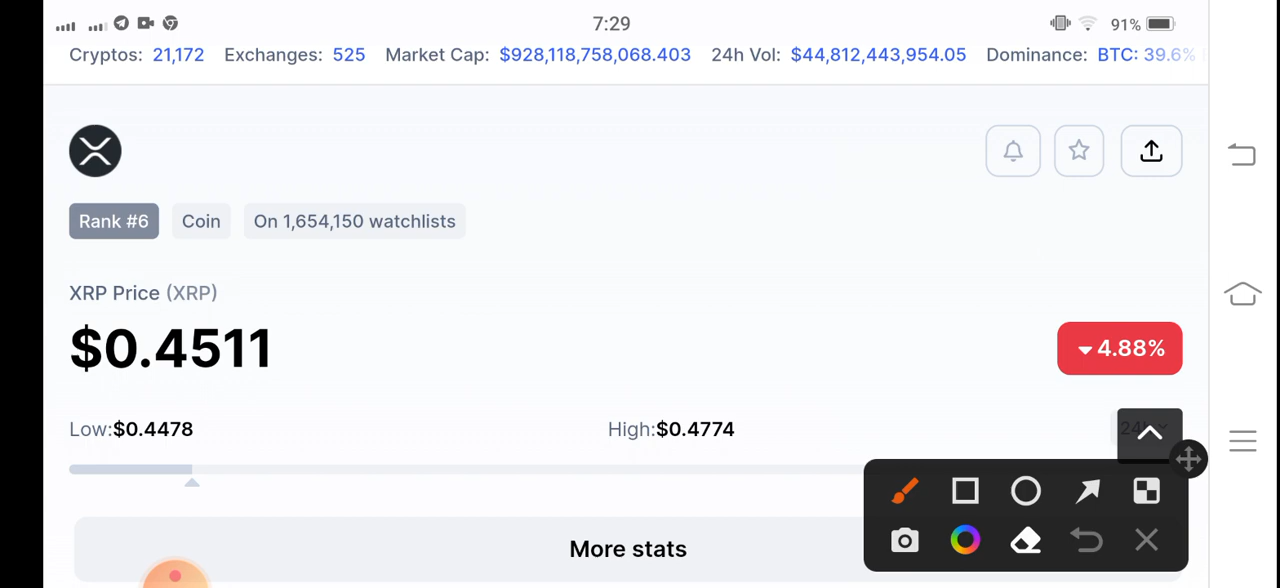 7:29
91%
Cryptos: 21,172 Exchanges: 525 Market Cap: $928,118,758,068.403 24h Vol: $44,812,443,954.05 Dominance: BTC: 39.6%
Rank #6 Coin On 1,654,150 watchlists
XRP Price (XRP)
$0.4511
4.88%
Low:$0.4478 High:$0.4774
More stats